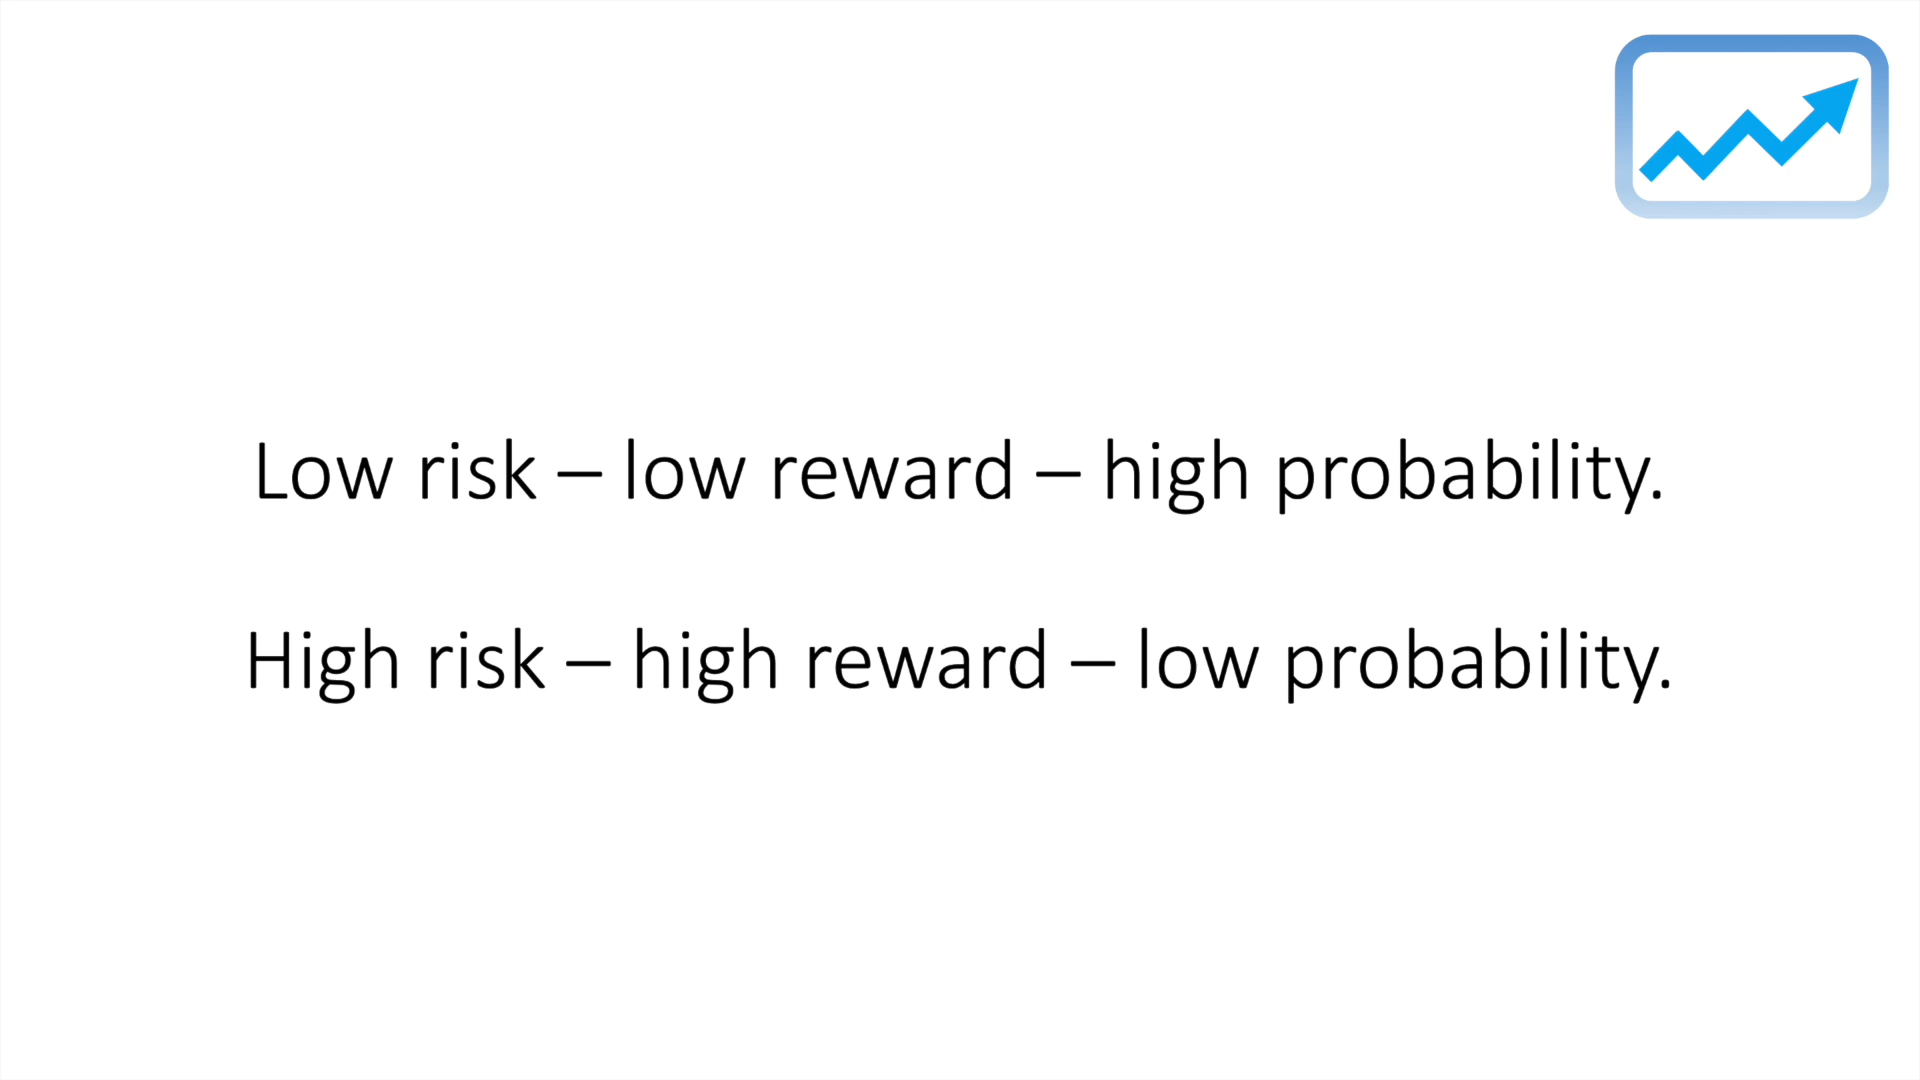 Low risk – low reward – high probability.
High risk – high reward – low probability.